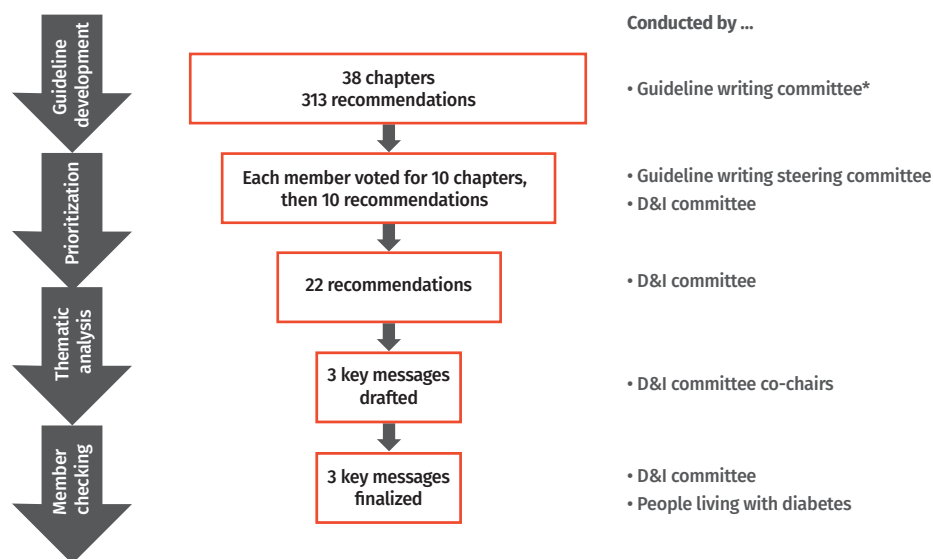 Conducted by ...
Guideline
development
38 chapters
313 recommendations
• Guideline writing committee*
Prioritization
Each member voted for 10 chapters,
then 10 recommendations
• Guideline writing steering committee
• D&I committee
22 recommendations
• D&I committee
Thematic
analysis
3 key messages
drafted
• D&I committee co-chairs
Member
checking
3 key messages
finalized
• D&I committee
• People living with diabetes